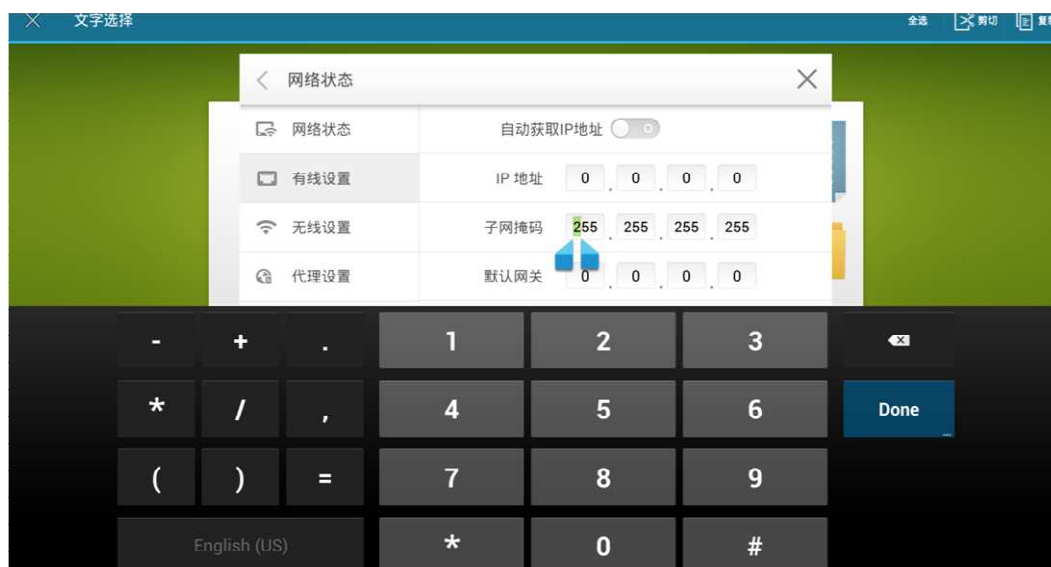 文字选择 全选 剪切
网络状态
网络状态 自动获取IP地址
有线设置 IP 地址 0 . 0 . 0 . 0
无线设置 子网掩码 255 . 255 . 255 . 255
代理设置 默认网关 0 . 0 . 0 . 0
- + . 1 2 3
* / , 4 5 6 Done
( ) = 7 8 9
English (US) * 0 #